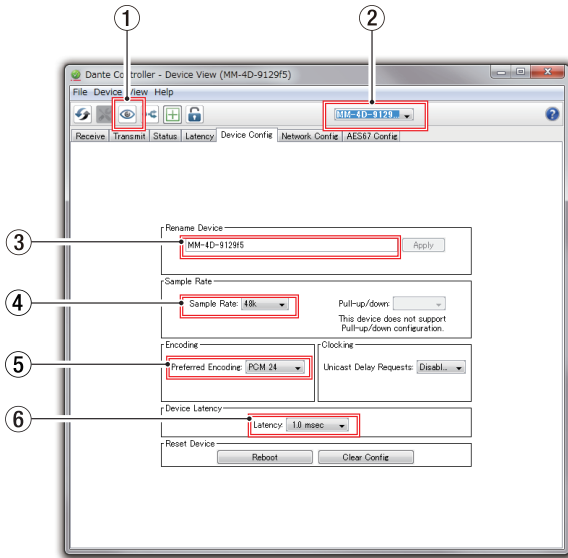 1
2
Dante Controller - Device View (MM-4D-9129f5)
File Device View Help
MM-4D-9129...
Receive Transmit Status Latency Device Config Network Config AES67 Config
Rename Device
3
MM-4D-9129f5
Apply
Sample Rate
4
Sample Rate: 48k
Pull-up/down:
This device does not support
Pull-up/down configuration.
Encoding
Clocking
5
Preferred Encoding: PCM 24
Unicast Delay Requests: Disabl...
Device Latency
6
Latency: 1.0 msec
Reset Device
Reboot
Clear Config